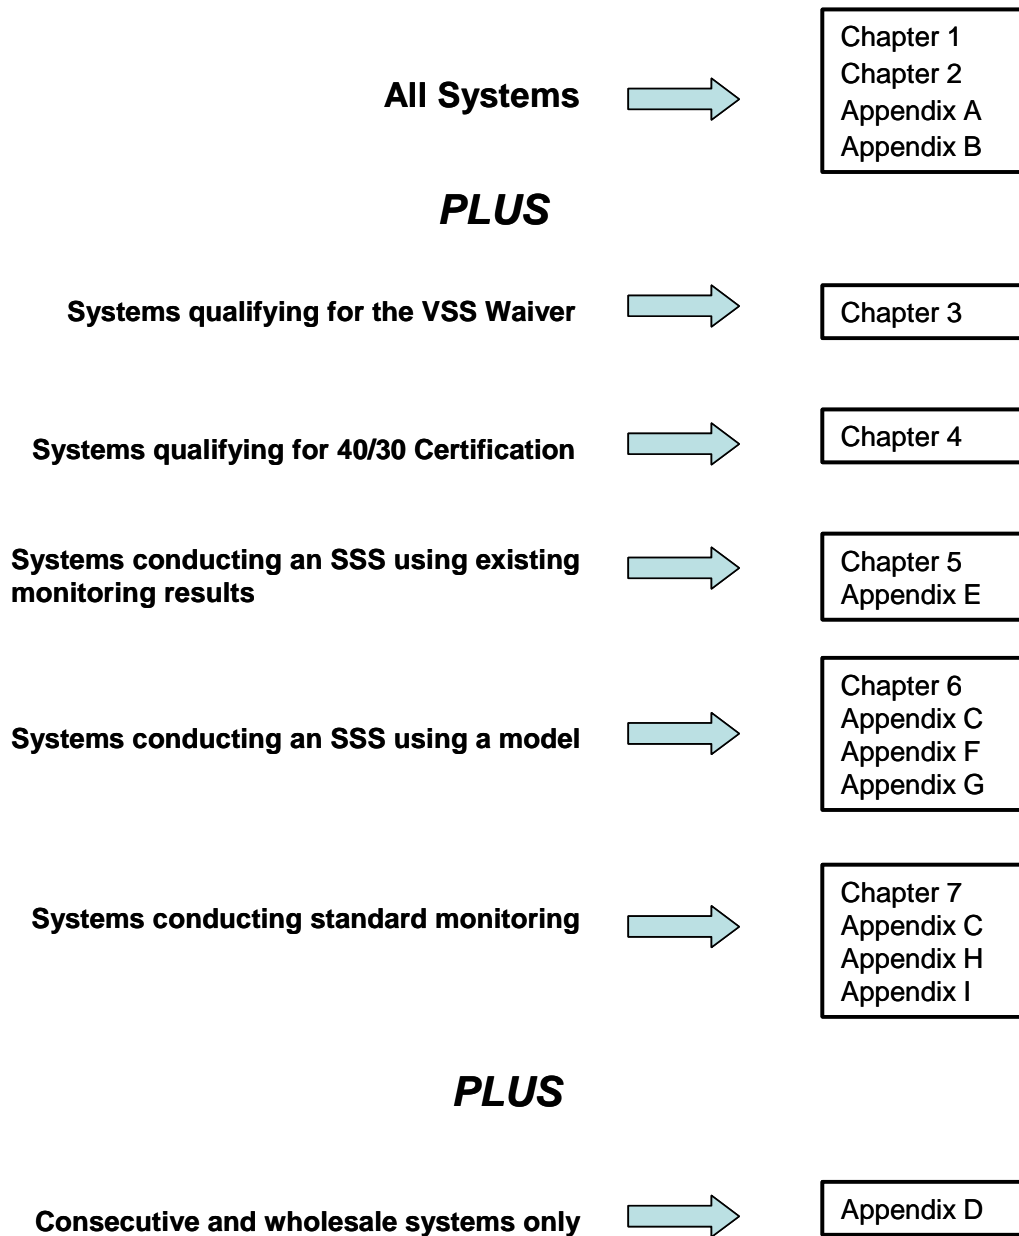 All Systems
Chapter 1
Chapter 2
Appendix A
Appendix B
PLUS
Systems qualifying for the VSS Waiver
Chapter 3
Systems qualifying for 40/30 Certification
Chapter 4
Systems conducting an SSS using existing
monitoring results
Chapter 5
Appendix E
Systems conducting an SSS using a model
Chapter 6
Appendix C
Appendix F
Appendix G
Systems conducting standard monitoring
Chapter 7
Appendix C
Appendix H
Appendix I
PLUS
Consecutive and wholesale systems only
Appendix D